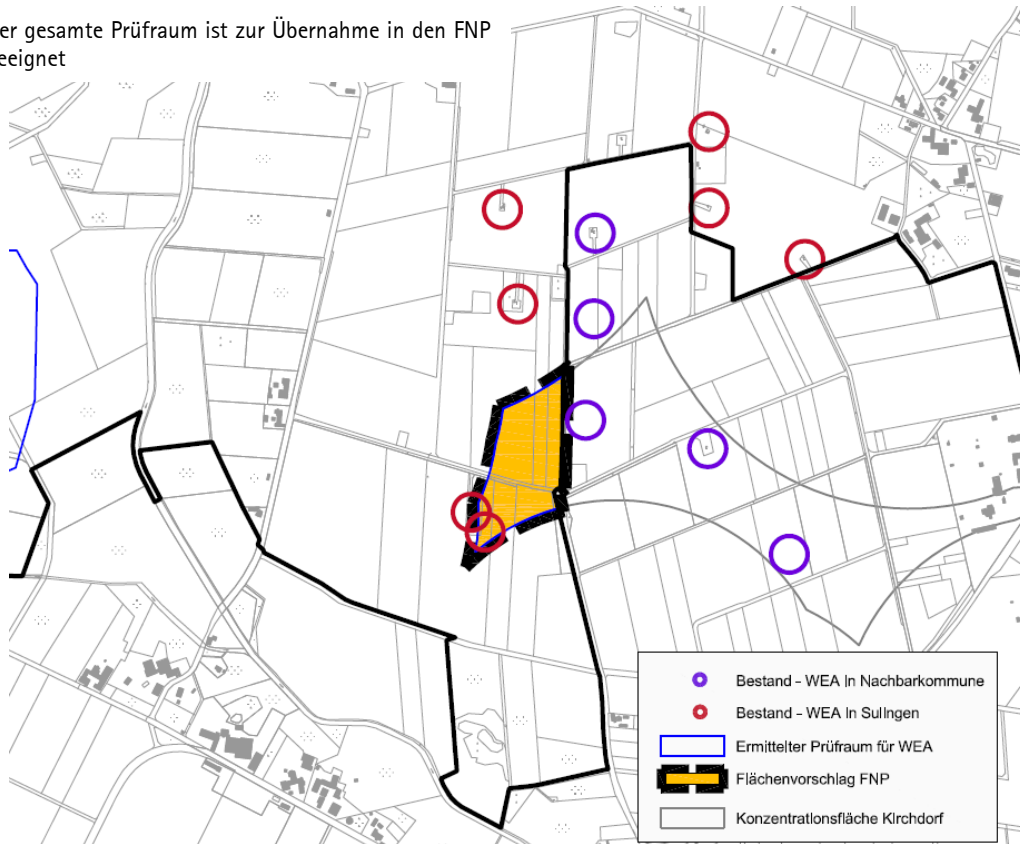 er gesamte Prüfraum ist zur Übernahme in den FNP
eeignet
Bestand - WEA In Nachbarkommune
Bestand - WEA In Sulingen
Ermittelter Prüfraum für WEA
Flächenvorschlag FNP
Konzentrationsfläche Kirchdorf